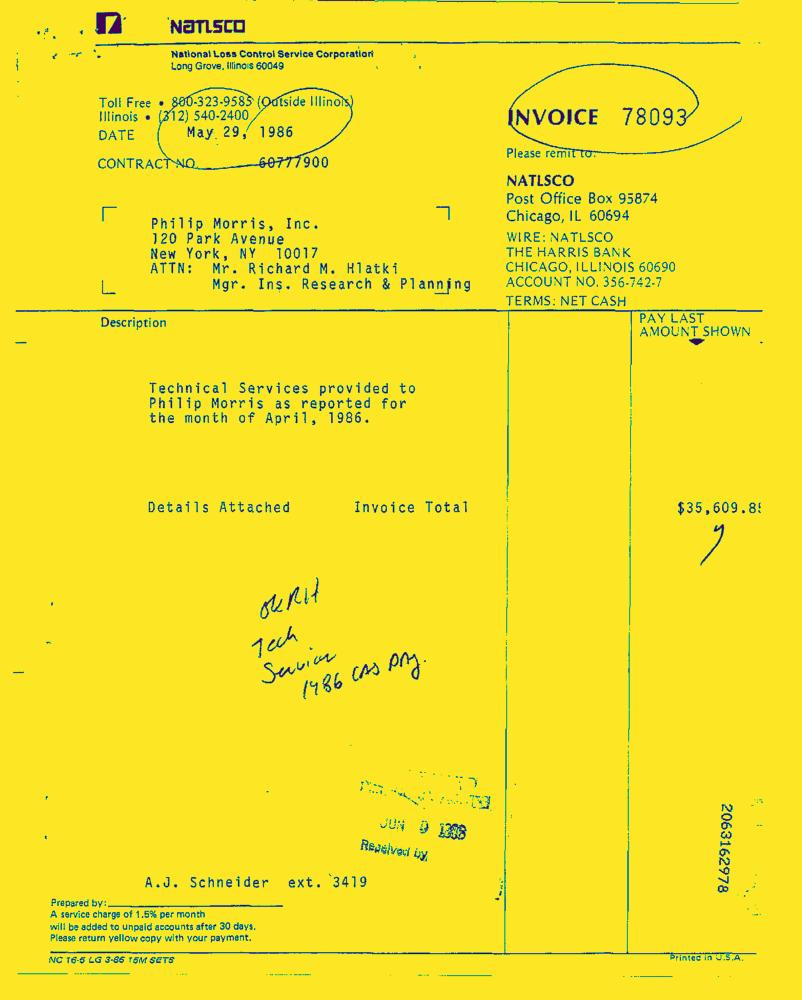 NATLSCO
National Loss Control Service Corporation
Long Grove, Illinois 60049
Toll Free • 800-323-9585 (Outside Illinois)
Illinois • (312) 540-2400
DATE May 29, 1986
CONTRACT NO. 60777900
INVOICE 78093
Please remit to:
NATLSCO
Post Office Box 95874
Chicago, IL 60694
WIRE: NATLSCO
THE HARRIS BANK
CHICAGO, ILLINOIS 60690
ACCOUNT NO. 356-742-7
TERMS: NET CASH
Philip Morris, Inc.
120 Park Avenue
New York, NY 10017
ATTN: Mr. Richard M. Hlatki
Mgr. Ins. Research & Planning
Description
PAY LAST
AMOUNT SHOWN
Technical Services provided to
Philip Morris as reported for
the month of April, 1986.
Details Attached Invoice Total $35,609.8
OK RH
Tech
Service
1986 CAS
JUN 9
Received by
2063162978
A.J. Schneider ext. 3419
Prepared by:
A service charge of 1.5% per month
will be added to unpaid accounts after 30 days.
Please return yellow copy with your payment.
NC 16-5 LG 3-86 15M SETS
Printed in U.S.A.